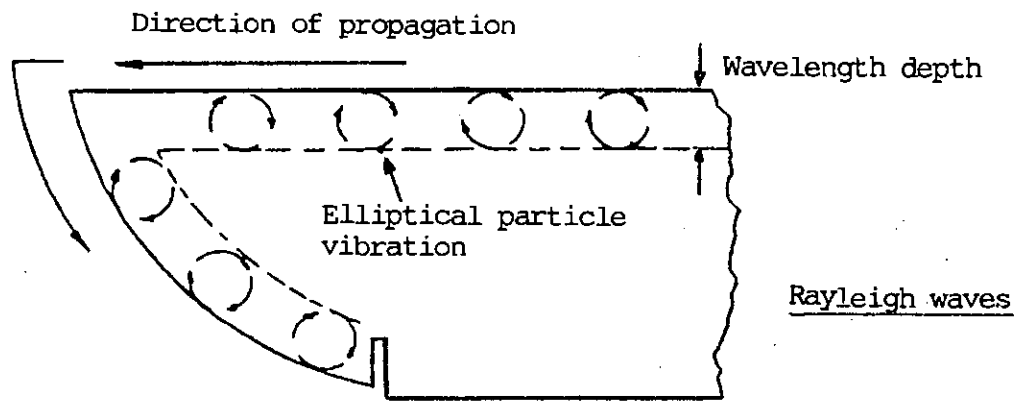 Direction of propagation
Wavelength depth
Elliptical particle
vibration
Rayleigh waves